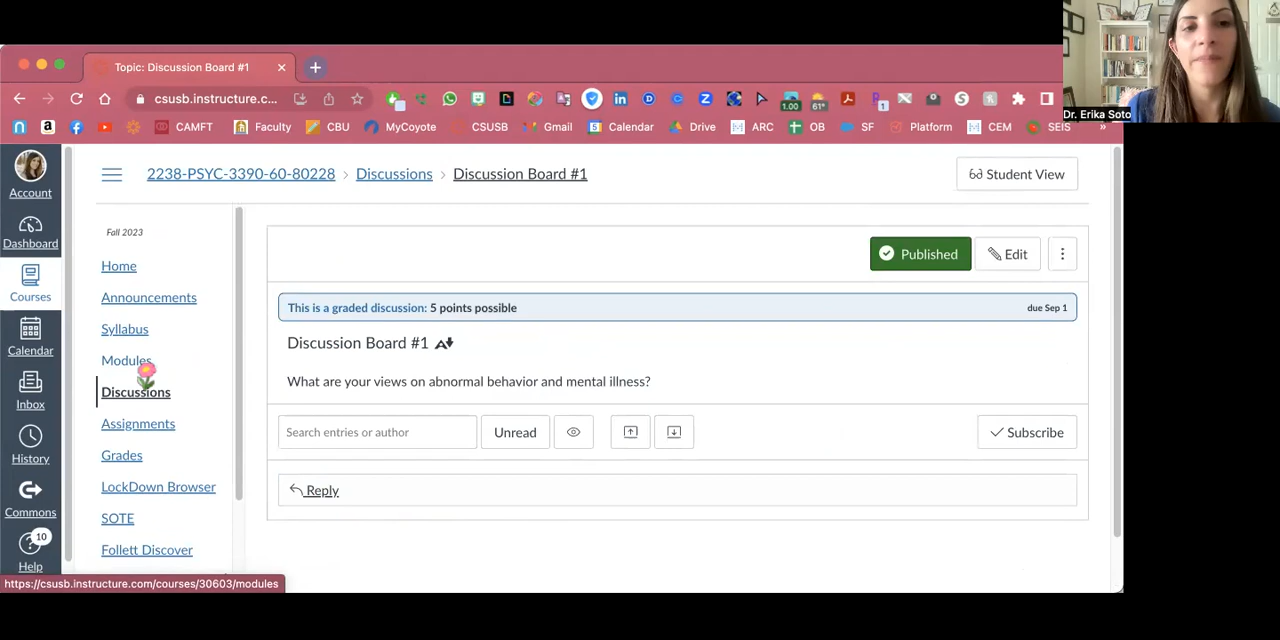 Topic: Discussion Board #1
csusb.instructure.c...
1.00
61°
1
CAMFT
Faculty
CBU
MyCoyote
CSUSB
Gmail
Calendar
Drive
ARC
OB
SF
Platform
CEM
SEIS
»
Dr. Erika Soto
Account
Dashboard
Courses
Calendar
Inbox
History
Commons
10
Help
2238-PSYC-3390-60-80228 › Discussions › Discussion Board #1
Student View
Fall 2023
Home
Announcements
Syllabus
Modules
Discussions
Assignments
Grades
LockDown Browser
SOTE
Follett Discover
Published
Edit
This is a graded discussion: 5 points possible
due Sep 1
Discussion Board #1
What are your views on abnormal behavior and mental illness?
Search entries or author
Unread
Subscribe
Reply
https://csusb.instructure.com/courses/30603/modules